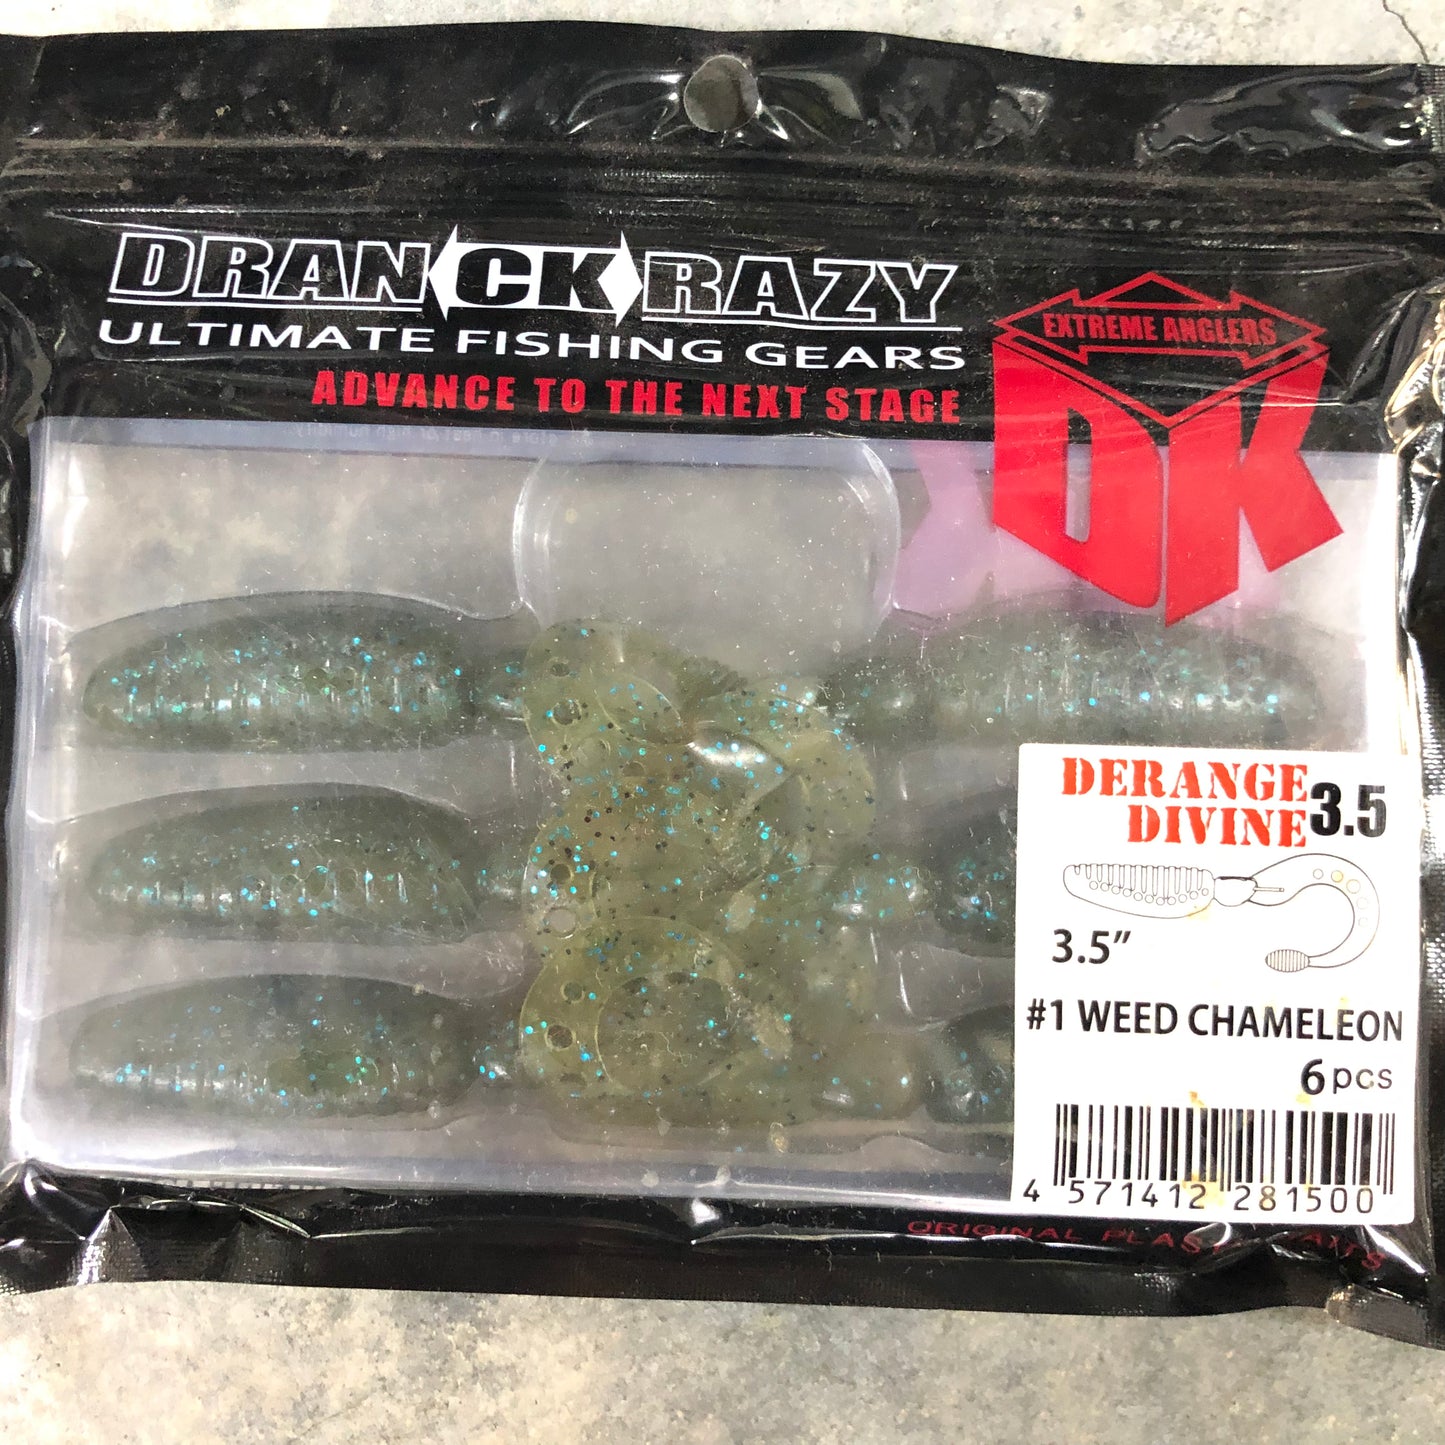 DRANCKRAZY
ULTIMATE FISHING GEARS
ADVANCE TO THE NEXT STAGE
EXTREME ANGLERS
DK
DERANGE
DIVINE 3.5
3.5”
#1 WEED CHAMELEON
6pcs
4 571412 281500
ORIGINAL